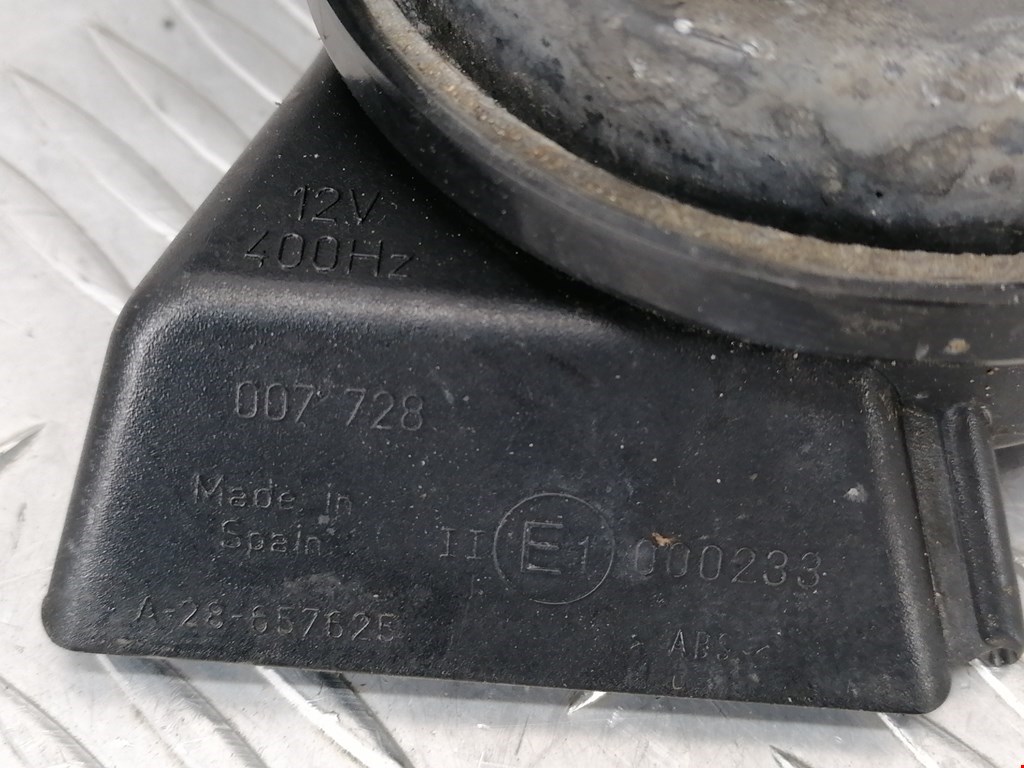 12V
400Hz
007 728
Made in
Spain
II E1 000233
A-28-657625
> ABS <